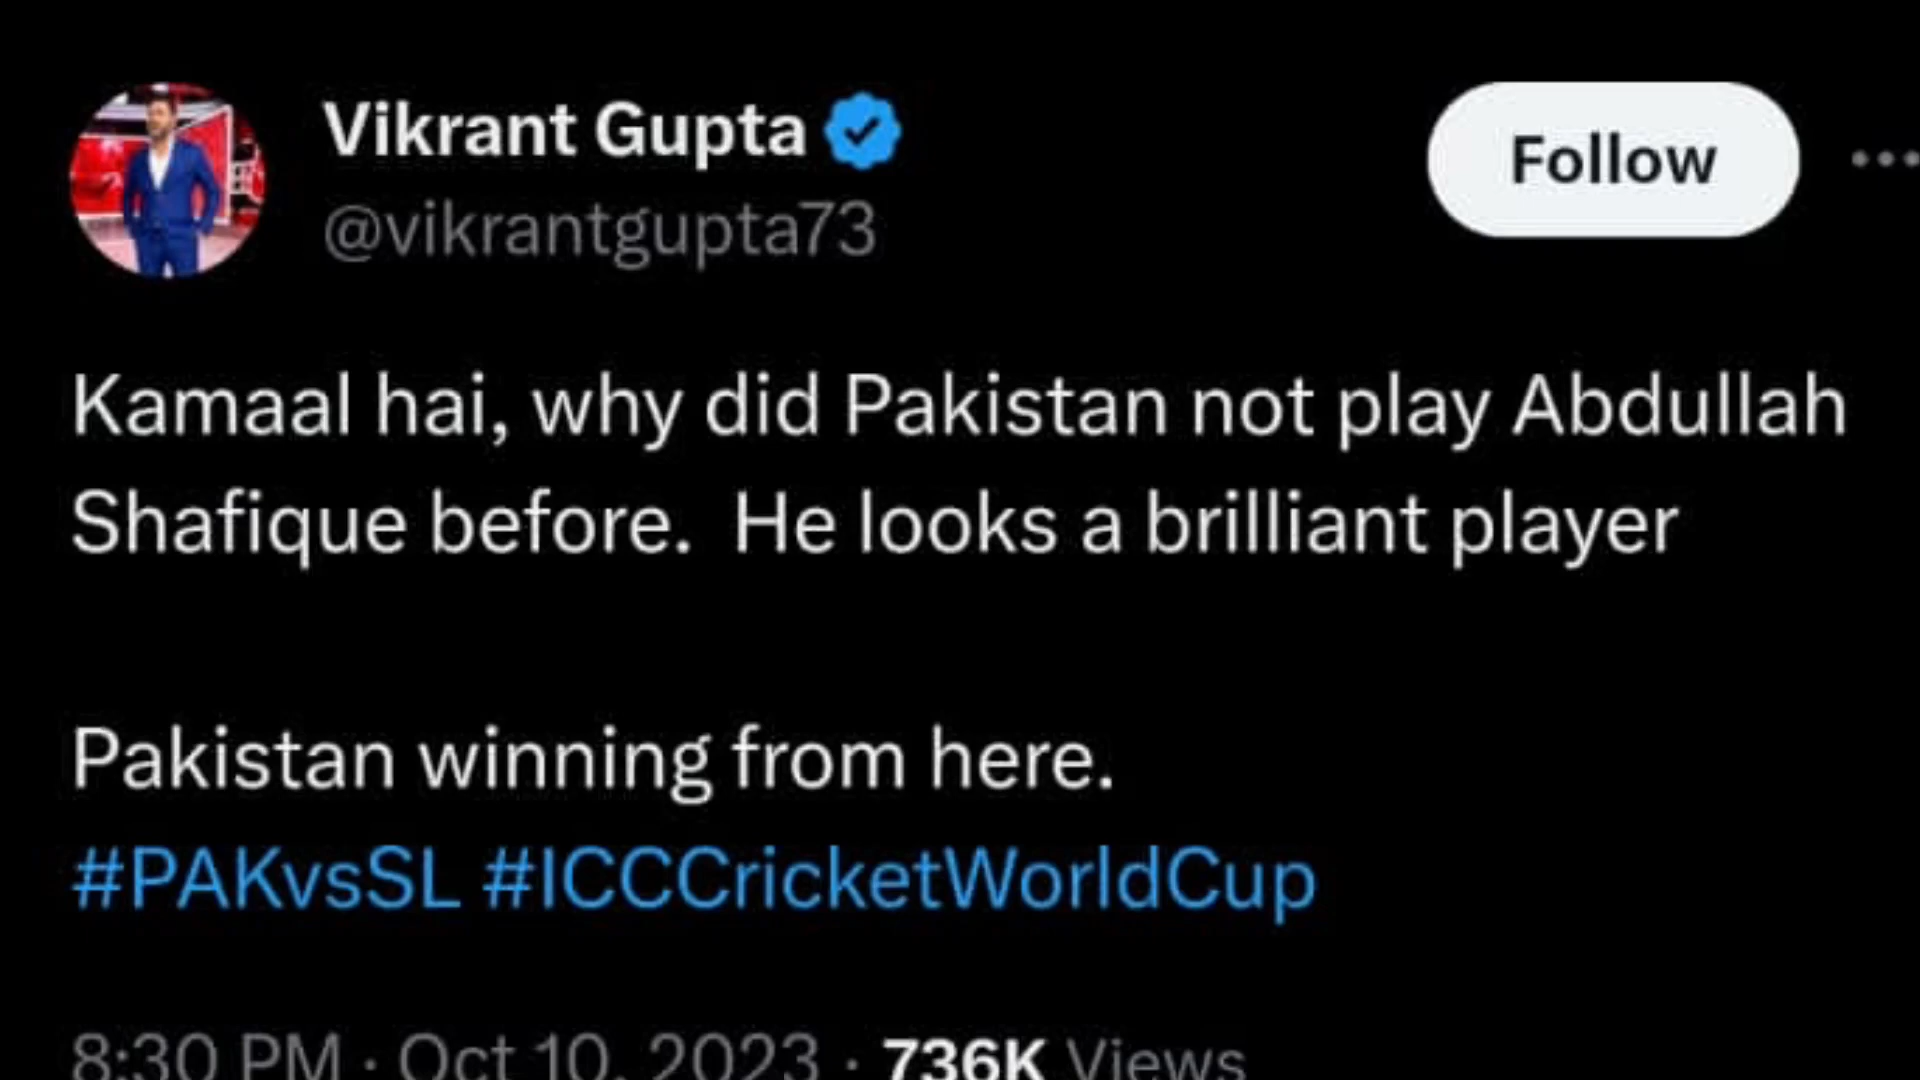 Vikrant Gupta
Follow
@vikrantgupta73
Kamaal hai, why did Pakistan not play Abdullah
Shafique before.  He looks a brilliant player
Pakistan winning from here.
#PAKvsSL #ICCCricketWorldCup
8:30 PM · Oct 10, 2023 · 736K Views